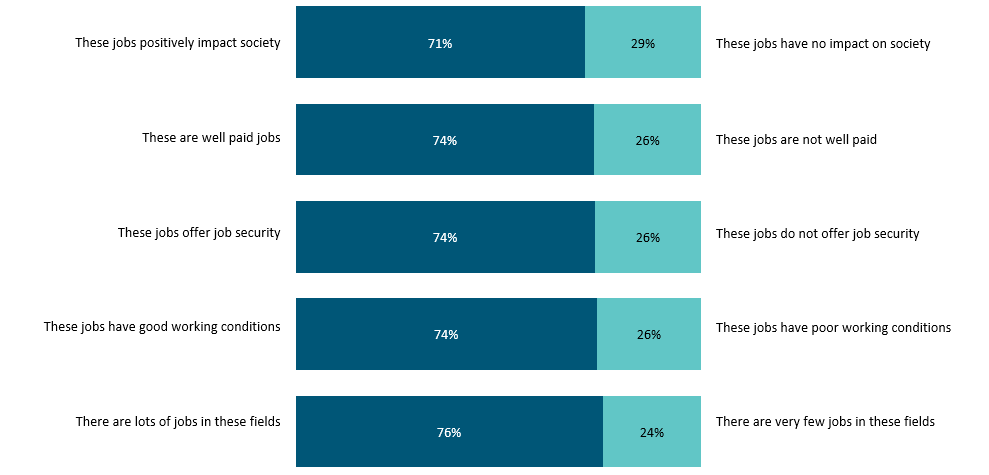 These jobs positively impact society
71%
29%
These jobs have no impact on society
These are well paid jobs
74%
26%
These jobs are not well paid
These jobs offer job security
74%
26%
These jobs do not offer job security
These jobs have good working conditions
74%
26%
These jobs have poor working conditions
There are lots of jobs in these fields
76%
24%
There are very few jobs in these fields